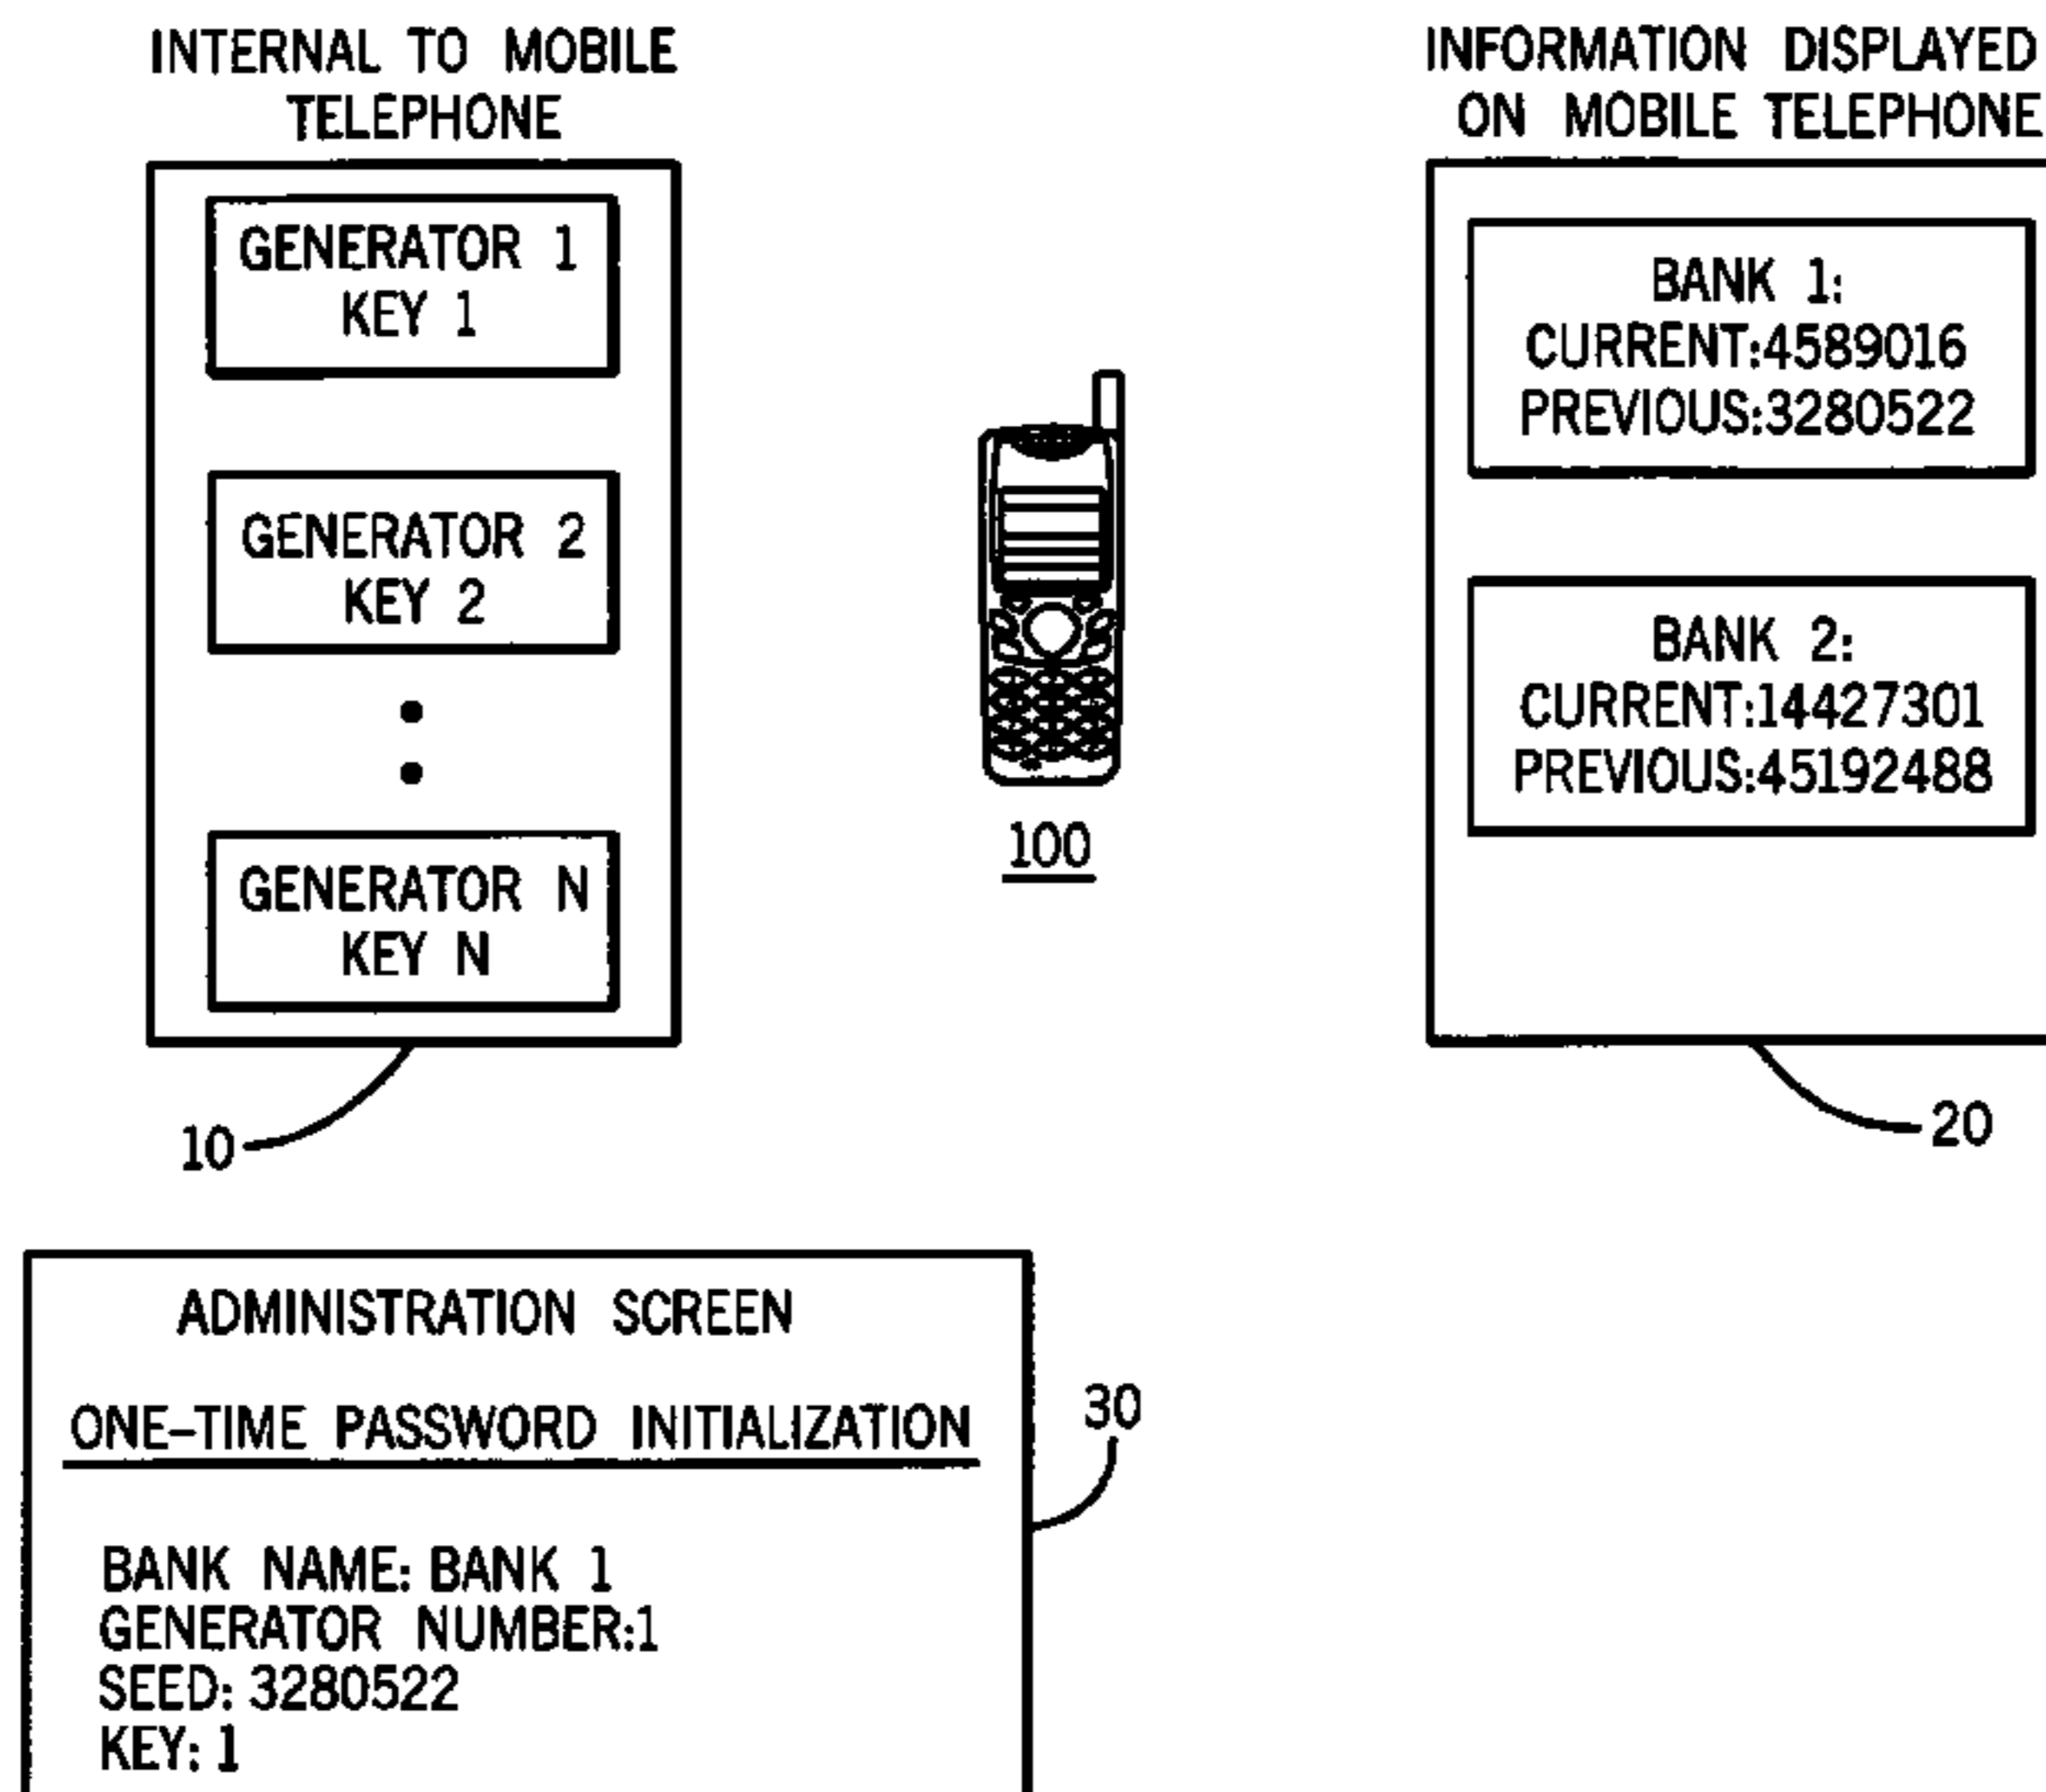 INTERNAL TO MOBILE
TELEPHONE
GENERATOR 1
KEY 1
GENERATOR 2
KEY 2
GENERATOR N
KEY N
10
100
INFORMATION DISPLAYED
ON MOBILE TELEPHONE
BANK 1:
CURRENT:4589016
PREVIOUS:3280522
BANK 2:
CURRENT:14427301
PREVIOUS:45192488
20
ADMINISTRATION SCREEN
ONE-TIME PASSWORD INITIALIZATION
30
BANK NAME: BANK 1
GENERATOR NUMBER:1
SEED: 3280522
KEY: 1